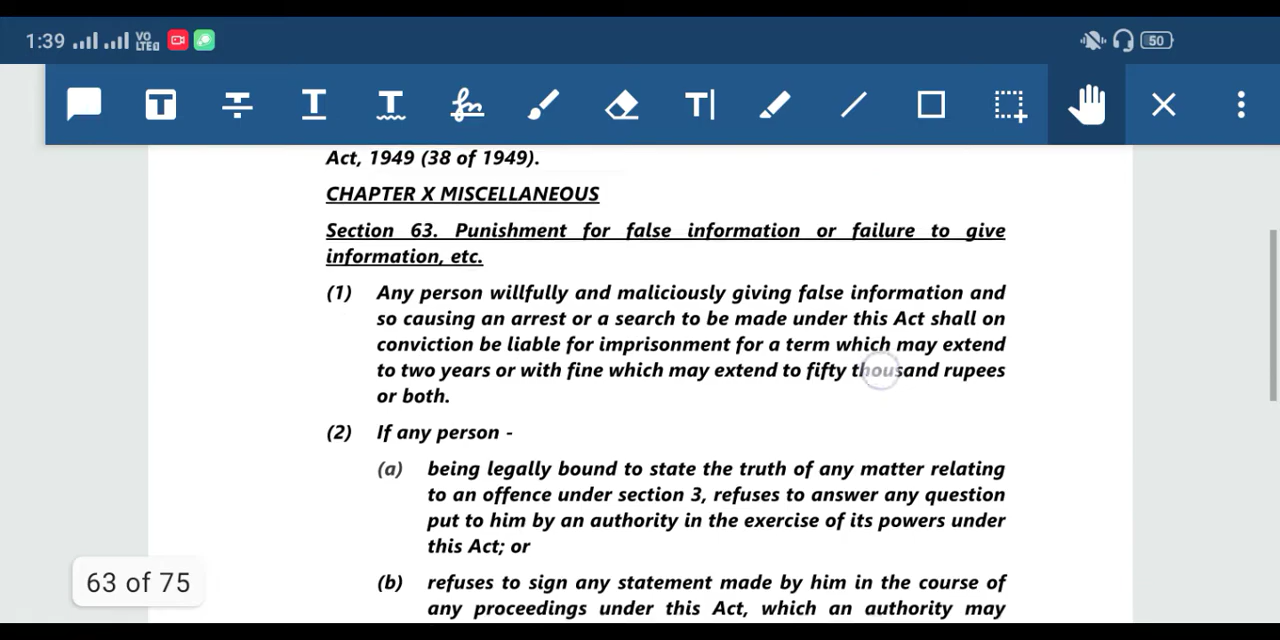 1:39 VO LTE 50
Act, 1949 (38 of 1949).
CHAPTER X MISCELLANEOUS
Section 63. Punishment for false information or failure to give
information, etc.
(1) Any person willfully and maliciously giving false information and
so causing an arrest or a search to be made under this Act shall on
conviction be liable for imprisonment for a term which may extend
to two years or with fine which may extend to fifty thousand rupees
or both.
(2) If any person -
(a) being legally bound to state the truth of any matter relating
to an offence under section 3, refuses to answer any question
put to him by an authority in the exercise of its powers under
this Act; or
(b) refuses to sign any statement made by him in the course of
any proceedings under this Act, which an authority may
63 of 75